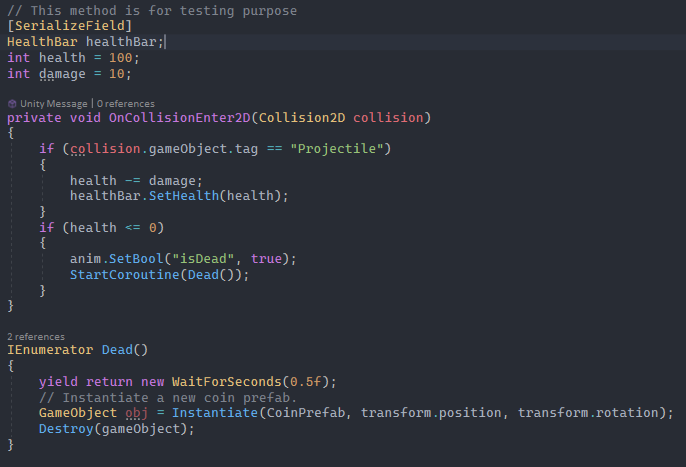 // This method is for testing purpose
[SerializeField]
HealthBar healthBar;
int health = 100;
int damage = 10;
Unity Message | 0 references
private void OnCollisionEnter2D(Collision2D collision)
{
if (collision.gameObject.tag == "Projectile")
{
health -= damage;
healthBar.SetHealth(health);
}
if (health <= 0)
{
anim.SetBool("isDead", true);
StartCoroutine(Dead());
}
}
2 references
IEnumerator Dead()
{
yield return new WaitForSeconds(0.5f);
// Instantiate a new coin prefab.
GameObject obj = Instantiate(CoinPrefab, transform.position, transform.rotation);
Destroy(gameObject);
}